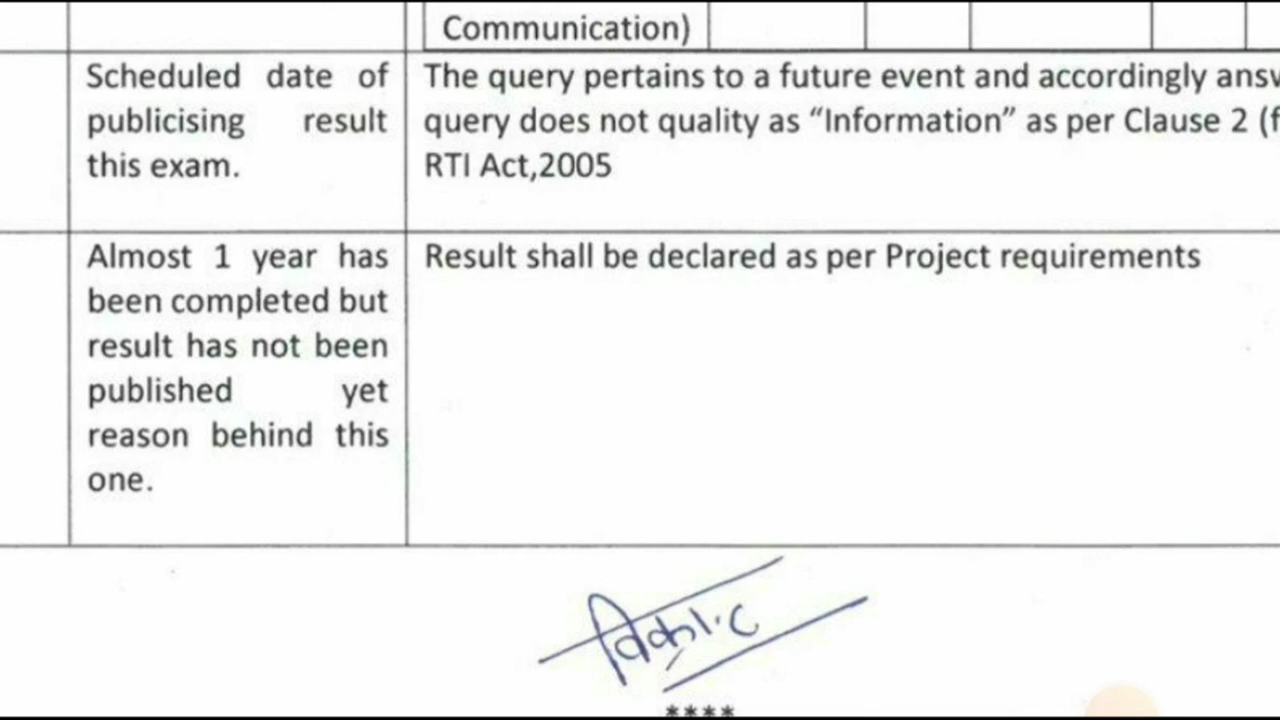 Communication)
Scheduled date of
publicising result
this exam.
The query pertains to a future event and accordingly answ
query does not quality as “Information” as per Clause 2 (f
RTI Act,2005
Almost 1 year has
been completed but
result has not been
published yet
reason behind this
one.
Result shall be declared as per Project requirements
****